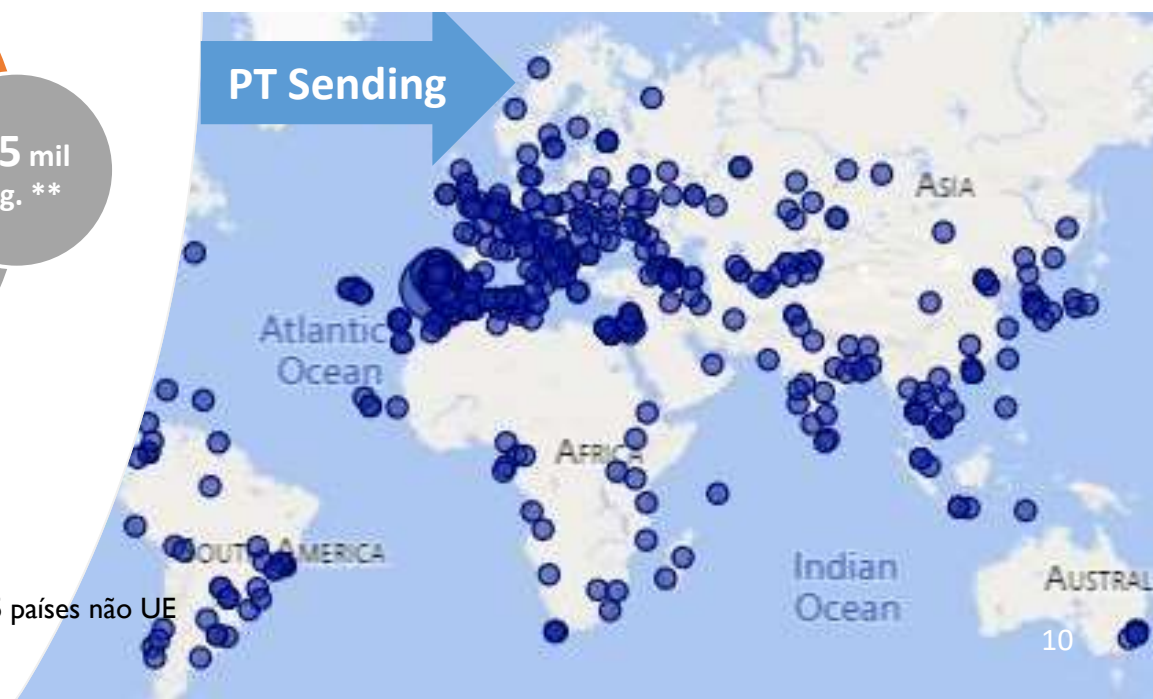 PT Sending
5 mil
g. **
ASIA
Atlantic
Ocean
AFRICA
SOUTH AMERICA
Indian
Ocean
AUSTRAL
países não UE
10